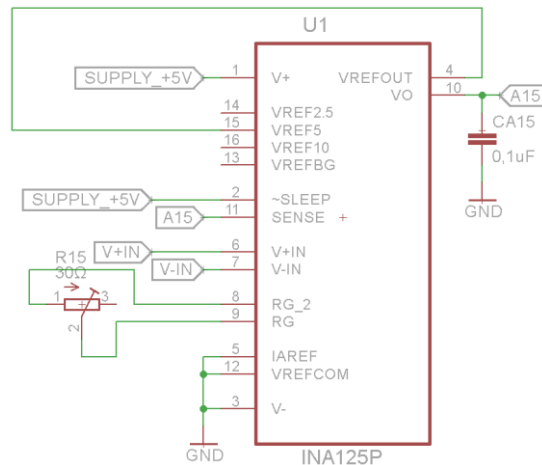 U1
SUPPLY_+5V 1 V+ VREFOUT 4
VO 10 A15
14 VREF2.5
15 VREF5
16 VREF10
13 VREFBG
CA15
0,1uF
GND
SUPPLY_+5V 2 ~SLEEP
A15 11 SENSE +
V+IN 6 V+IN
V-IN 7 V-IN
R15
30Ω
1 3
2
8 RG_2
9 RG
5 IAREF
12 VREFCOM
3 V-
GND
INA125P